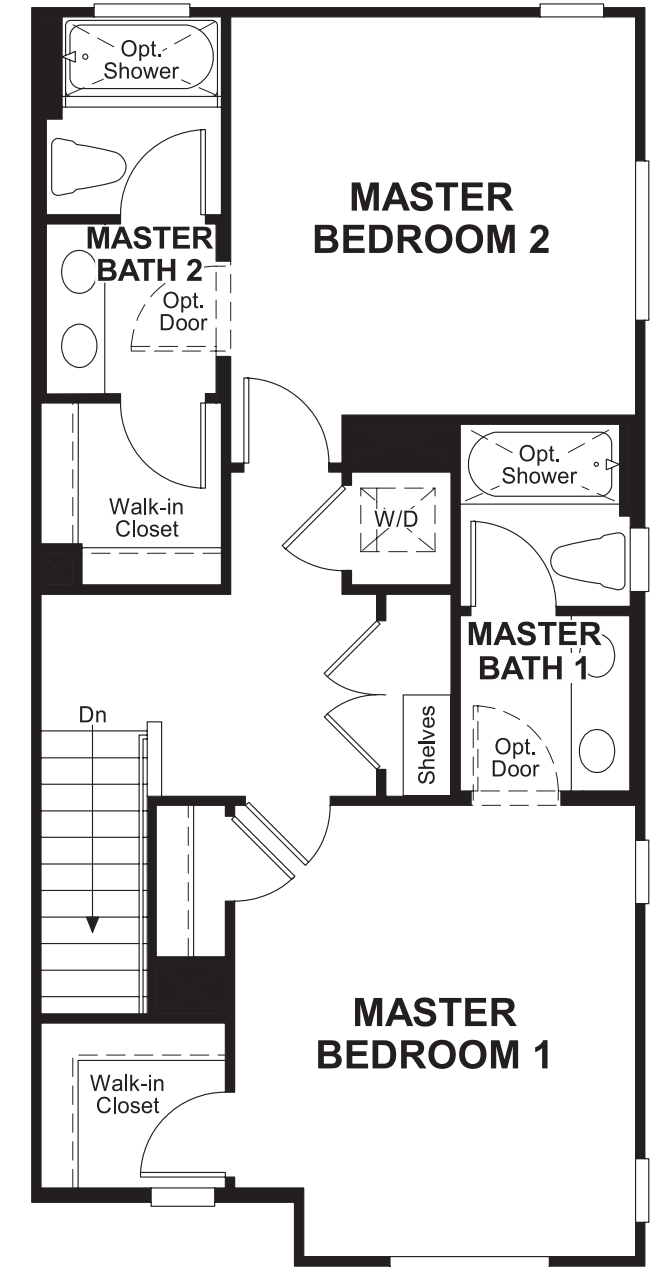 Opt.
Shower
MASTER
BEDROOM 2
MASTER
BATH 2
Opt.
Door
Opt.
Shower
Walk-in
Closet
W/D
MASTER
BATH 1
Dn
Shelves
Opt.
Door
MASTER
BEDROOM 1
Walk-in
Closet